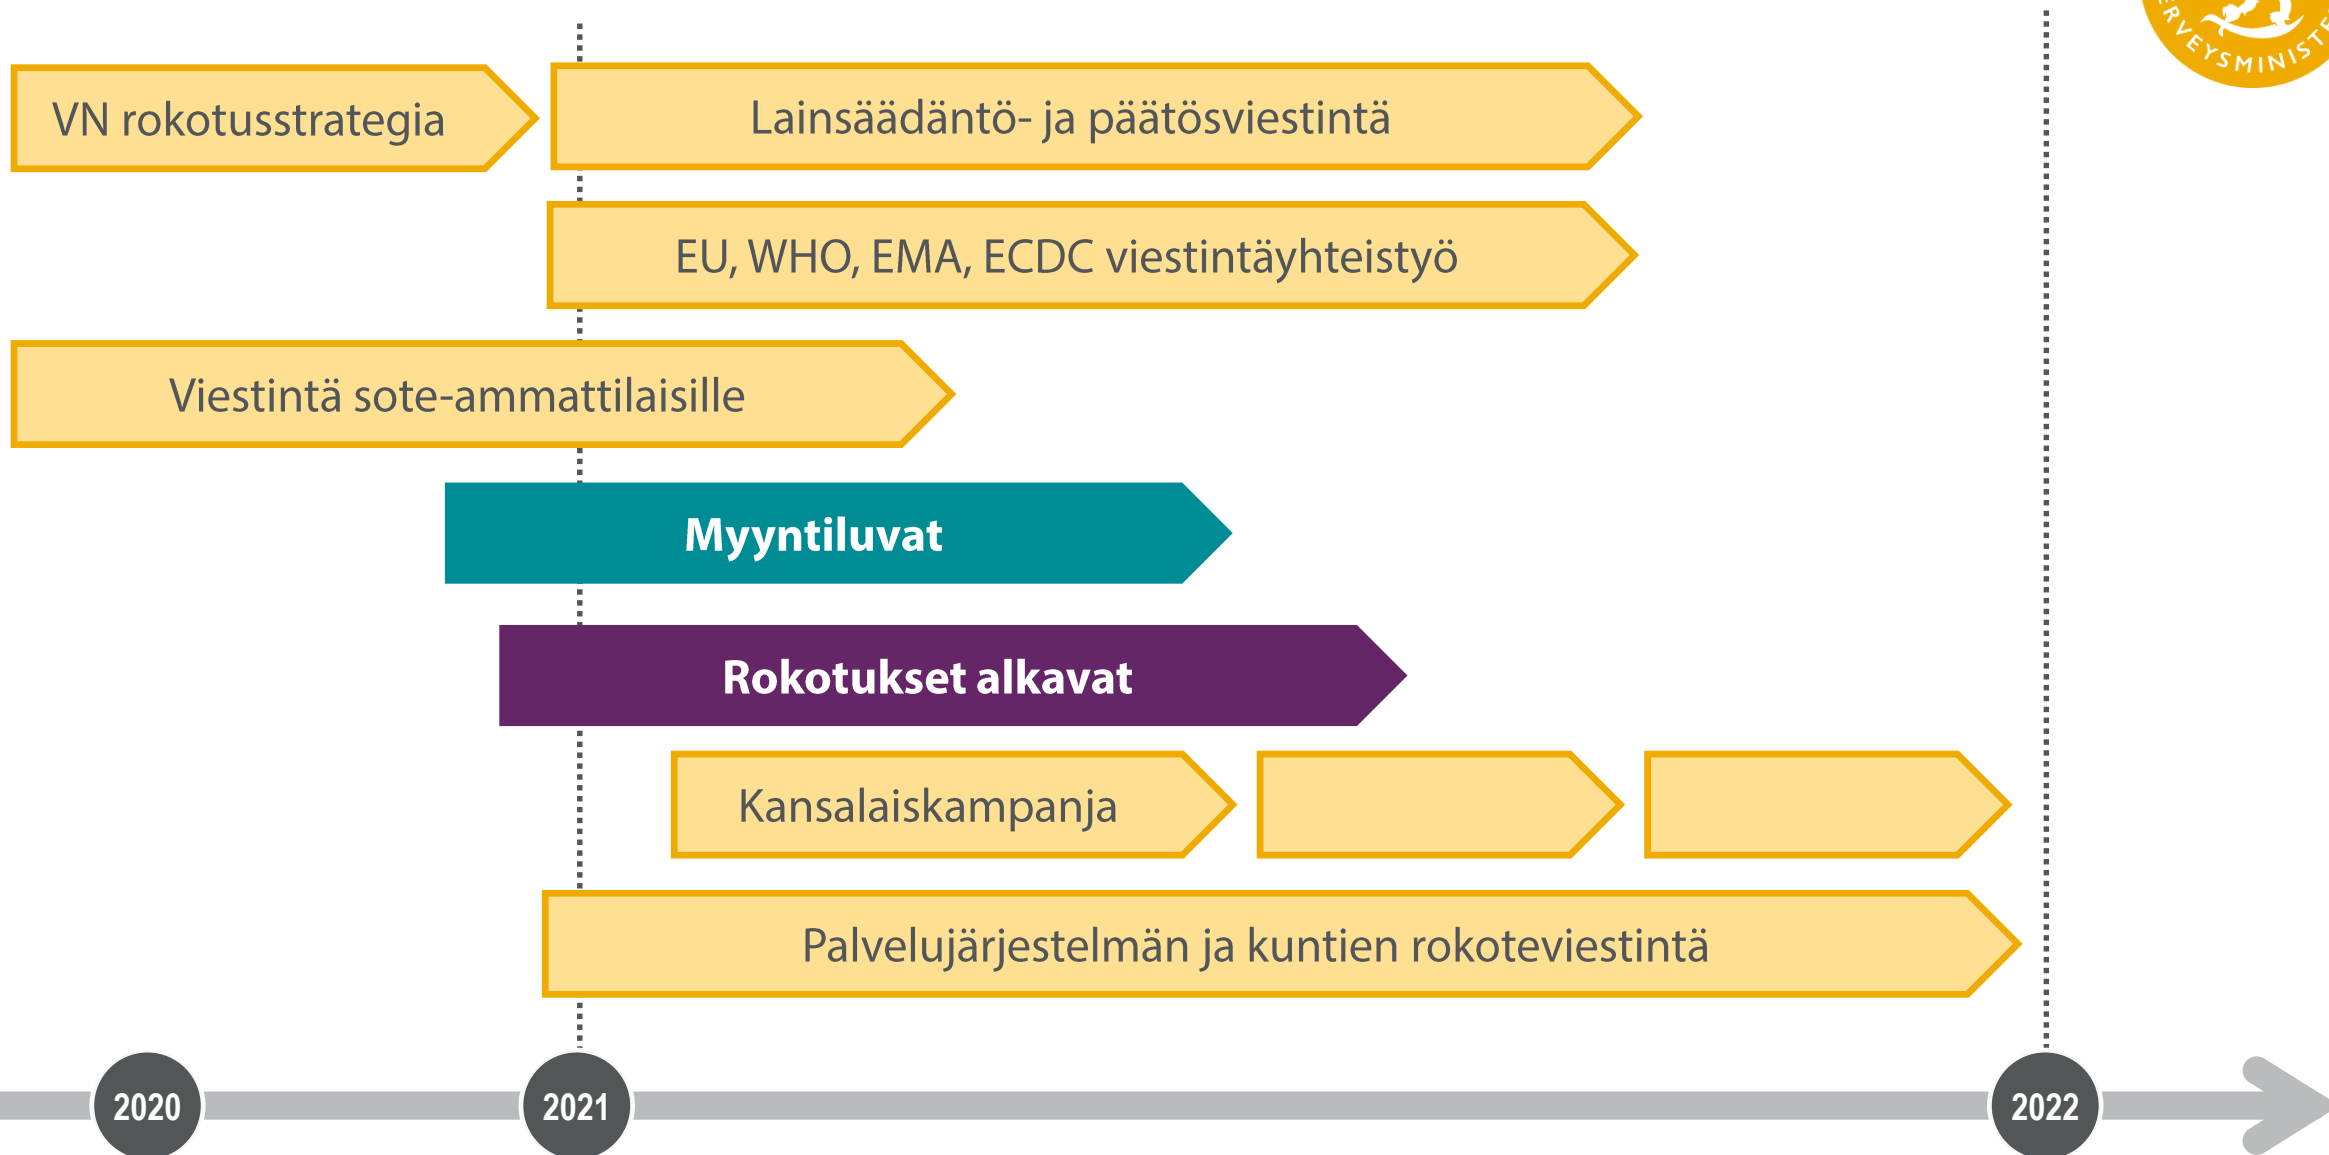 VN rokotusstrategia
Lainsäädäntö- ja päätösviestintä
EU, WHO, EMA, ECDC viestintäyhteistyö
Viestintä sote-ammattilaisille
Myyntiluvat
Rokotukset alkavat
Kansalaiskampanja
Palvelujärjestelmän ja kuntien rokoteviestintä
2020
2021
2022